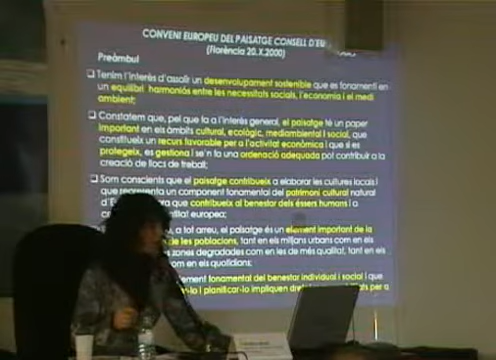 CONVENI EUROPEU DEL PAISATGE CONSELL D'EU
(Florència 20.X.2000)
Preàmbul
Tenim l'interès d'assolir un desenvolupament sostenible que es fonamenti en
un equilibri harmoniós entre les necessitats socials, l'economia i el medi
ambient;
Constatem que, pel que fa a l'interès general, el paisatge té un paper
important en els àmbits cultural, ecològic, mediambiental i social, que
constitueix un recurs favorable per a l'activitat econòmica i que si es
protegeix, es gestiona i se'n fa una ordenació adequada pot contribuir a la
creació de llocs de treball;
Som conscients que el paisatge contribueix a elaborar les cultures locals i
que representa un component fonamental del patrimoni cultural natural
d'E que contribueix al benestar dels éssers humans i a
europea;
a tot arreu, el paisatge és un element important de la
de les poblacions, tant en els mitjans urbans com en els
zones degradades com en les de més qualitat, tant en els
com en els quotidians;
element fonamental del benestar individual i social i que
i planificar-lo impliquen per a